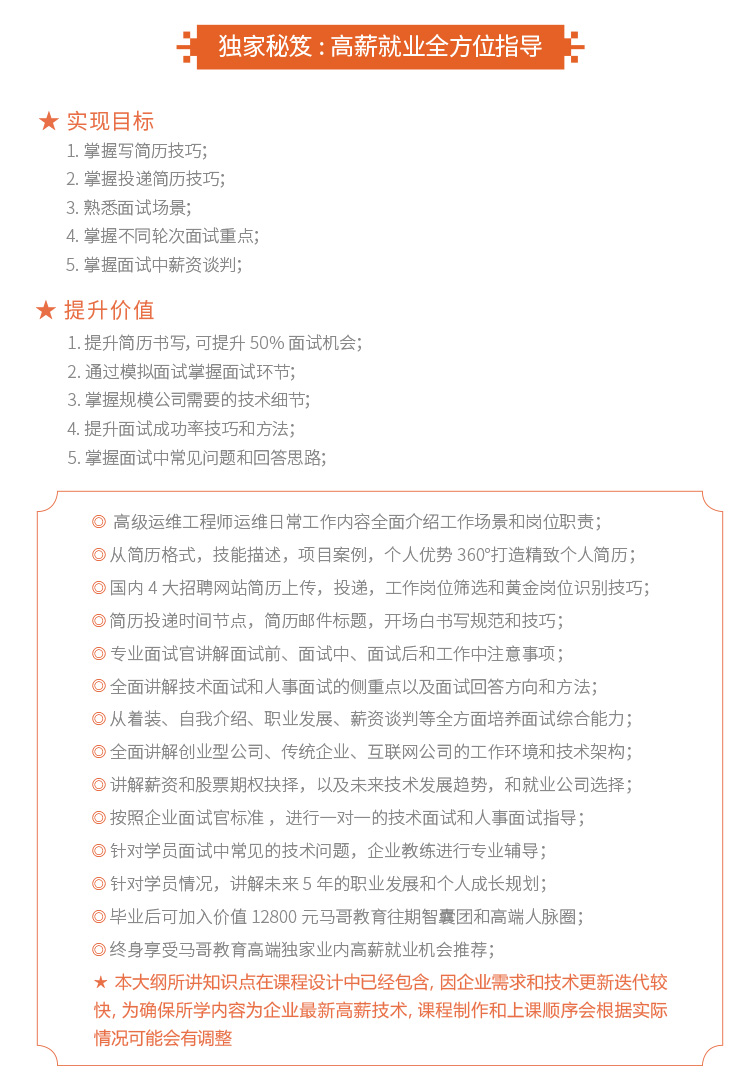 独家秘笈 : 高薪就业全方位指导
★ 实现目标
1. 掌握写简历技巧;
2. 掌握投递简历技巧;
3. 熟悉面试场景;
4. 掌握不同轮次面试重点;
5. 掌握面试中薪资谈判;
★ 提升价值
1. 提升简历书写, 可提升 50% 面试机会;
2. 通过模拟面试掌握面试环节;
3. 掌握规模公司需要的技术细节;
4. 提升面试成功率技巧和方法;
5. 掌握面试中常见问题和回答思路;
◎ 高级运维工程师运维日常工作内容全面介绍工作场景和岗位职责；
◎ 从简历格式，技能描述，项目案例，个人优势 360°打造精致个人简历；
◎ 国内 4 大招聘网站简历上传，投递，工作岗位筛选和黄金岗位识别技巧；
◎ 简历投递时间节点，简历邮件标题，开场白书写规范和技巧；
◎ 专业面试官讲解面试前、面试中、面试后和工作中注意事项；
◎ 全面讲解技术面试和人事面试的侧重点以及面试回答方向和方法；
◎ 从着装、自我介绍、职业发展、薪资谈判等全方面培养面试综合能力；
◎ 全面讲解创业型公司、传统企业、互联网公司的工作环境和技术架构；
◎ 讲解薪资和股票期权抉择，以及未来技术发展趋势，和就业公司选择；
◎ 按照企业面试官标准 ，进行一对一的技术面试和人事面试指导；
◎ 针对学员面试中常见的技术问题，企业教练进行专业辅导；
◎ 针对学员情况，讲解未来 5 年的职业发展和个人成长规划；
◎ 毕业后可加入价值 12800 元马哥教育往期智囊团和高端人脉圈；
◎ 终身享受马哥教育高端独家业内高薪就业机会推荐；
★ 本大纲所讲知识点在课程设计中已经包含, 因企业需求和技术更新迭代较
快, 为确保所学内容为企业最新高薪技术, 课程制作和上课顺序会根据实际
情况可能会有调整